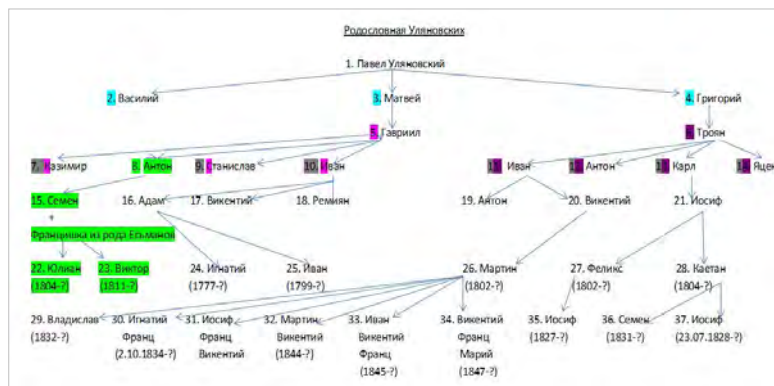 Родословная Уляновских
1. Павел Уляновский
2. Василий 3. Матвей 4. Григорий
5. Гавриил 6. Троян
7. Казимир 8. Антон 9. Станислав 10. Иван 11. Иван 12. Антон 13. Карл 14. Яцек
15. Семен 16. Адам 17. Викентий 18. Ремиян 19. Антон 20. Викентий 21. Иосиф
Францишка из рода Есьманов
22. Юлиан 23. Виктор 24. Игнатий 25. Иван 26. Мартин 27. Феликс 28. Каетан
(1804-?) (1811-?) (1777-?) (1799-?) (1802-?) (1802-?) (1804-?)
29. Владислав 30. Игнатий 31. Иосиф 32. Мартин 33. Иван 34. Викентий 35. Иосиф 36. Семен 37. Иосиф
(1832-?) Франц Франц Викентий Викентий Франц (1827-?) (1831-?) (23.07.1828-?)
(2.10.1834-?) Викентий (1844-?) Франц Марий
(1845-?) (1847-?)